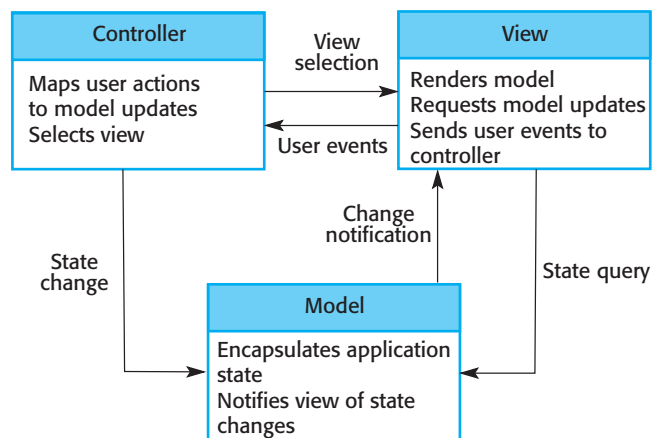 Controller
Maps user actions
to model updates
Selects view
View
selection
User events
View
Renders model
Requests model updates
Sends user events to
controller
State
change
Change
notification
State query
Model
Encapsulates application
state
Notifies view of state
changes